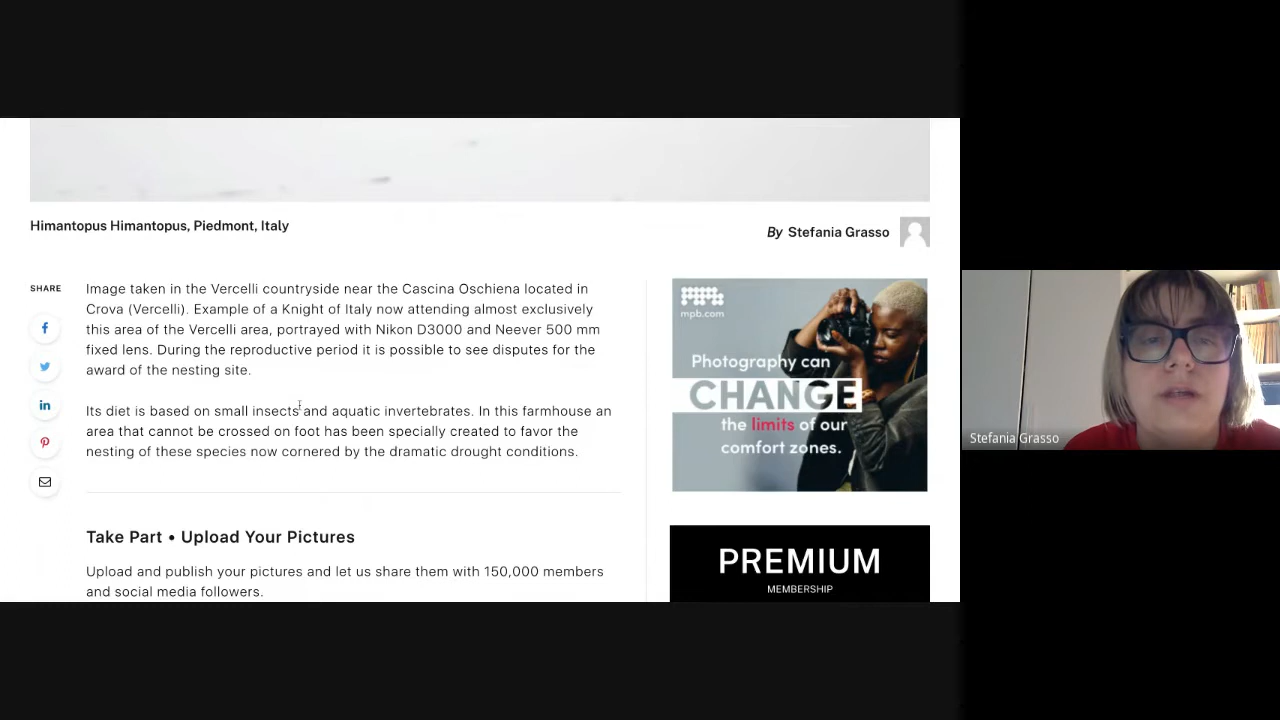 Himantopus Himantopus, Piedmont, Italy
By Stefania Grasso
SHARE
Image taken in the Vercelli countryside near the Cascina Oschiena located in
Crova (Vercelli). Example of a Knight of Italy now attending almost exclusively
this area of the Vercelli area, portrayed with Nikon D3000 and Neever 500 mm
fixed lens. During the reproductive period it is possible to see disputes for the
award of the nesting site.
Its diet is based on small insects and aquatic invertebrates. In this farmhouse an
area that cannot be crossed on foot has been specially created to favor the
nesting of these species now cornered by the dramatic drought conditions.
Take Part • Upload Your Pictures
Upload and publish your pictures and let us share them with 150,000 members
and social media followers.
mpb
mpb.com
Photography can
CHANGE
the limits of our
comfort zones.
PREMIUM
MEMBERSHIP
Stefania Grasso